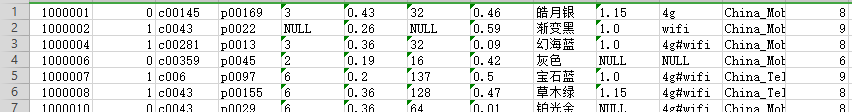 1 1000001 0 c00145 p00169 3 0.43 32 0.46 皓月银 1.15 4g China_Mob 8
2 1000002 1 c0043 p0022 NULL 0.26 NULL 0.59 渐变黑 1.0 wifi China_Mob 9
3 1000004 1 c00281 p0013 3 0.36 32 0.09 幻海蓝 1.0 4g#wifi China_Mob 8
4 1000006 0 c00359 p0045 2 0.19 16 0.42 灰色 NULL NULL China_Mob 6
5 1000007 1 c006 p0097 6 0.2 137 0.5 宝石蓝 1.0 4g#wifi China_Tel 9
6 1000008 1 c0043 p00155 6 0.36 128 0.47 草木绿 1.15 4g#wifi China_Tel 8
7 1000010 0 c0043 p0029 6 0.36 64 0.01 铂光金 NULL 4g#wifi China_Mob 8